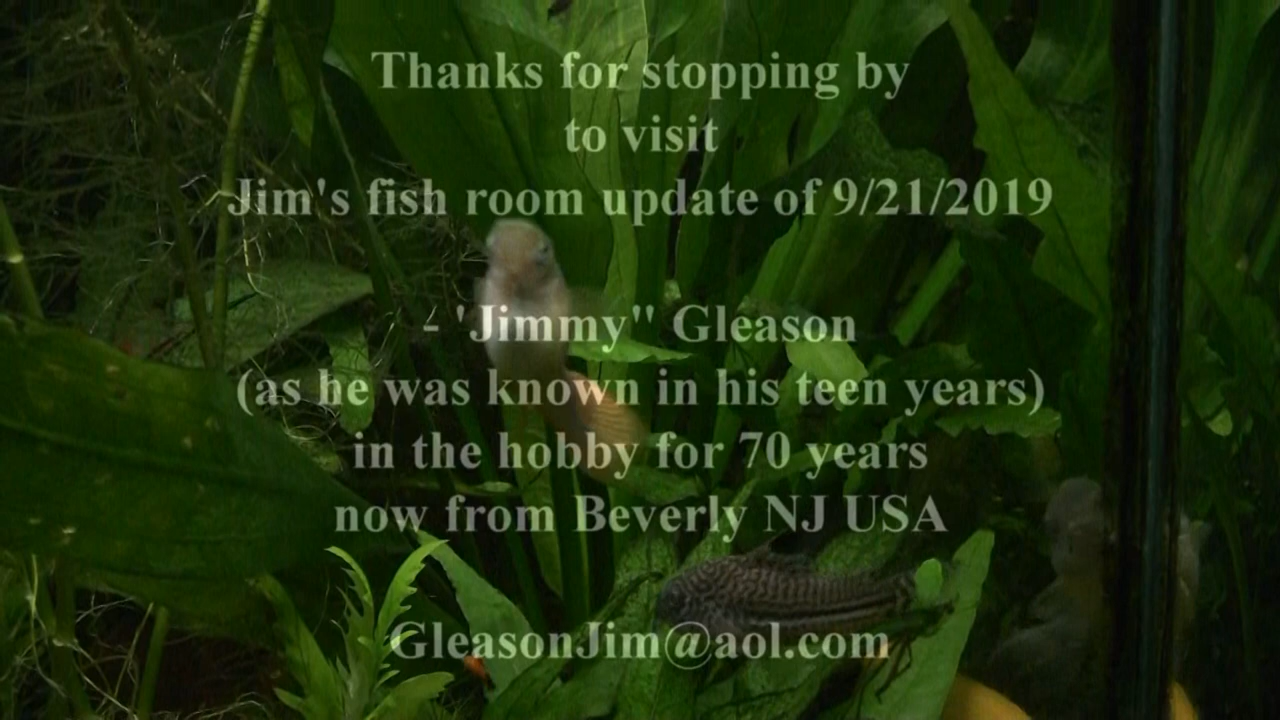 Thanks for stopping by
to visit
Jim's fish room update of 9/21/2019
- 'Jimmy" Gleason
(as he was known in his teen years)
in the hobby for 70 years
now from Beverly NJ USA
GleasonJim@aol.com